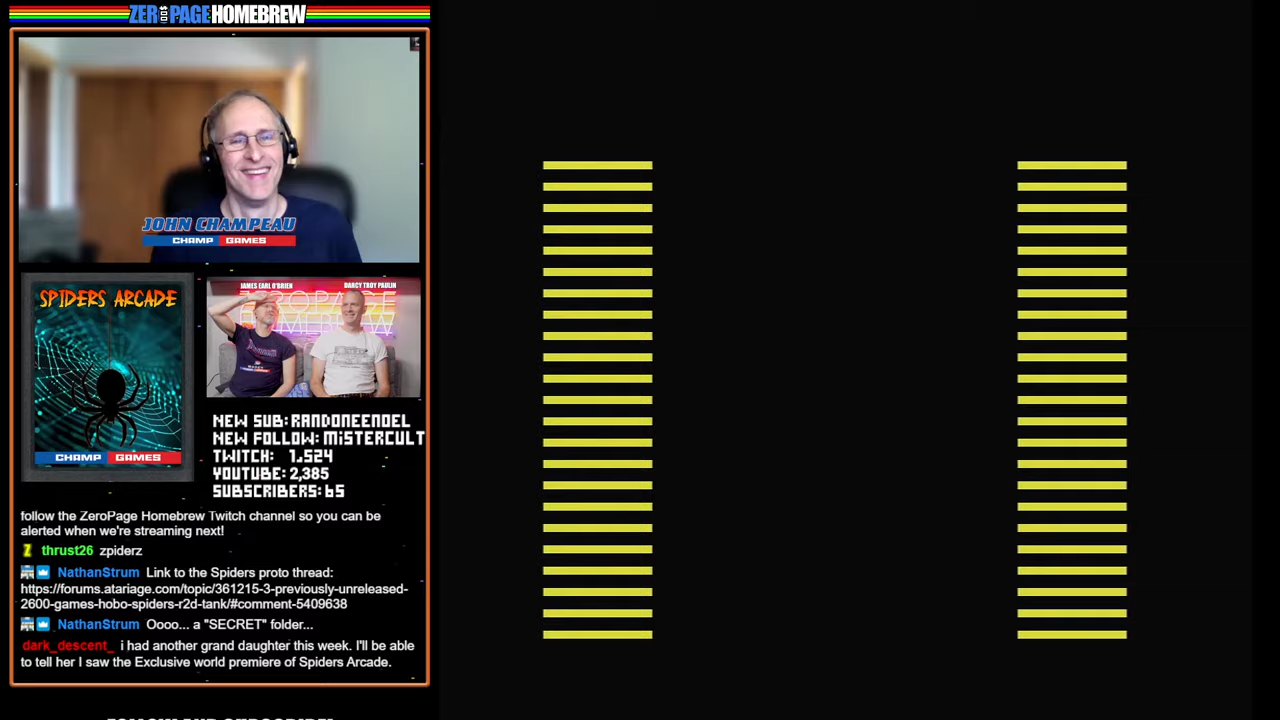 ZEROPAGE HOMEBREW
JOHN CHAMPEAU
CHAMP GAMES
SPIDERS ARCADE
CHAMP GAMES
JAMES EARL O'BRIEN
DARCY TROY PAULIN
ZEROPAGE
HOMEBREW
NEW SUB: RANDONEENOEL
NEW FOLLOW: MISTERCULT
TWITCH: 1,524
YOUTUBE: 2,385
SUBSCRIBERS: 65
follow the ZeroPage Homebrew Twitch channel so you can be
alerted when we're streaming next!
thrust26 zpiderz
NathanStrum Link to the Spiders proto thread:
https://forums.atariage.com/topic/361215-3-previously-unreleased-
2600-games-hobo-spiders-r2d-tank/#comment-5409638
NathanStrum Oooo... a "SECRET" folder...
dark_descent_ i had another grand daughter this week. I'll be able
to tell her I saw the Exclusive world premiere of Spiders Arcade.